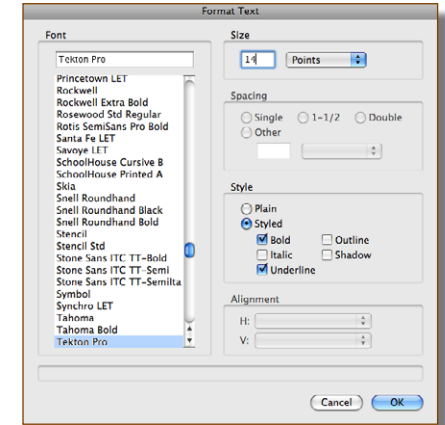 Format Text
Font
Tekton Pro
Princetown LET
Rockwell
Rockwell Extra Bold
Rosewood Std Regular
Rotis SemiSans Pro Bold
Santa Fe LET
Savoye LET
SchoolHouse Cursive B
SchoolHouse Printed A
Skia
Snell Roundhand
Snell Roundhand Black
Snell Roundhand Bold
Stencil
Stencil Std
Stone Sans ITC TT-Bold
Stone Sans ITC TT-Semi
Stone Sans ITC TT-Semilta
Symbol
Synchro LET
Tahoma
Tahoma Bold
Tekton Pro
Size
14 Points
Spacing
Single 1-1/2 Double
Other
Style
Plain
Styled
Bold Outline
Italic Shadow
Underline
Alignment
H:
V:
Cancel OK